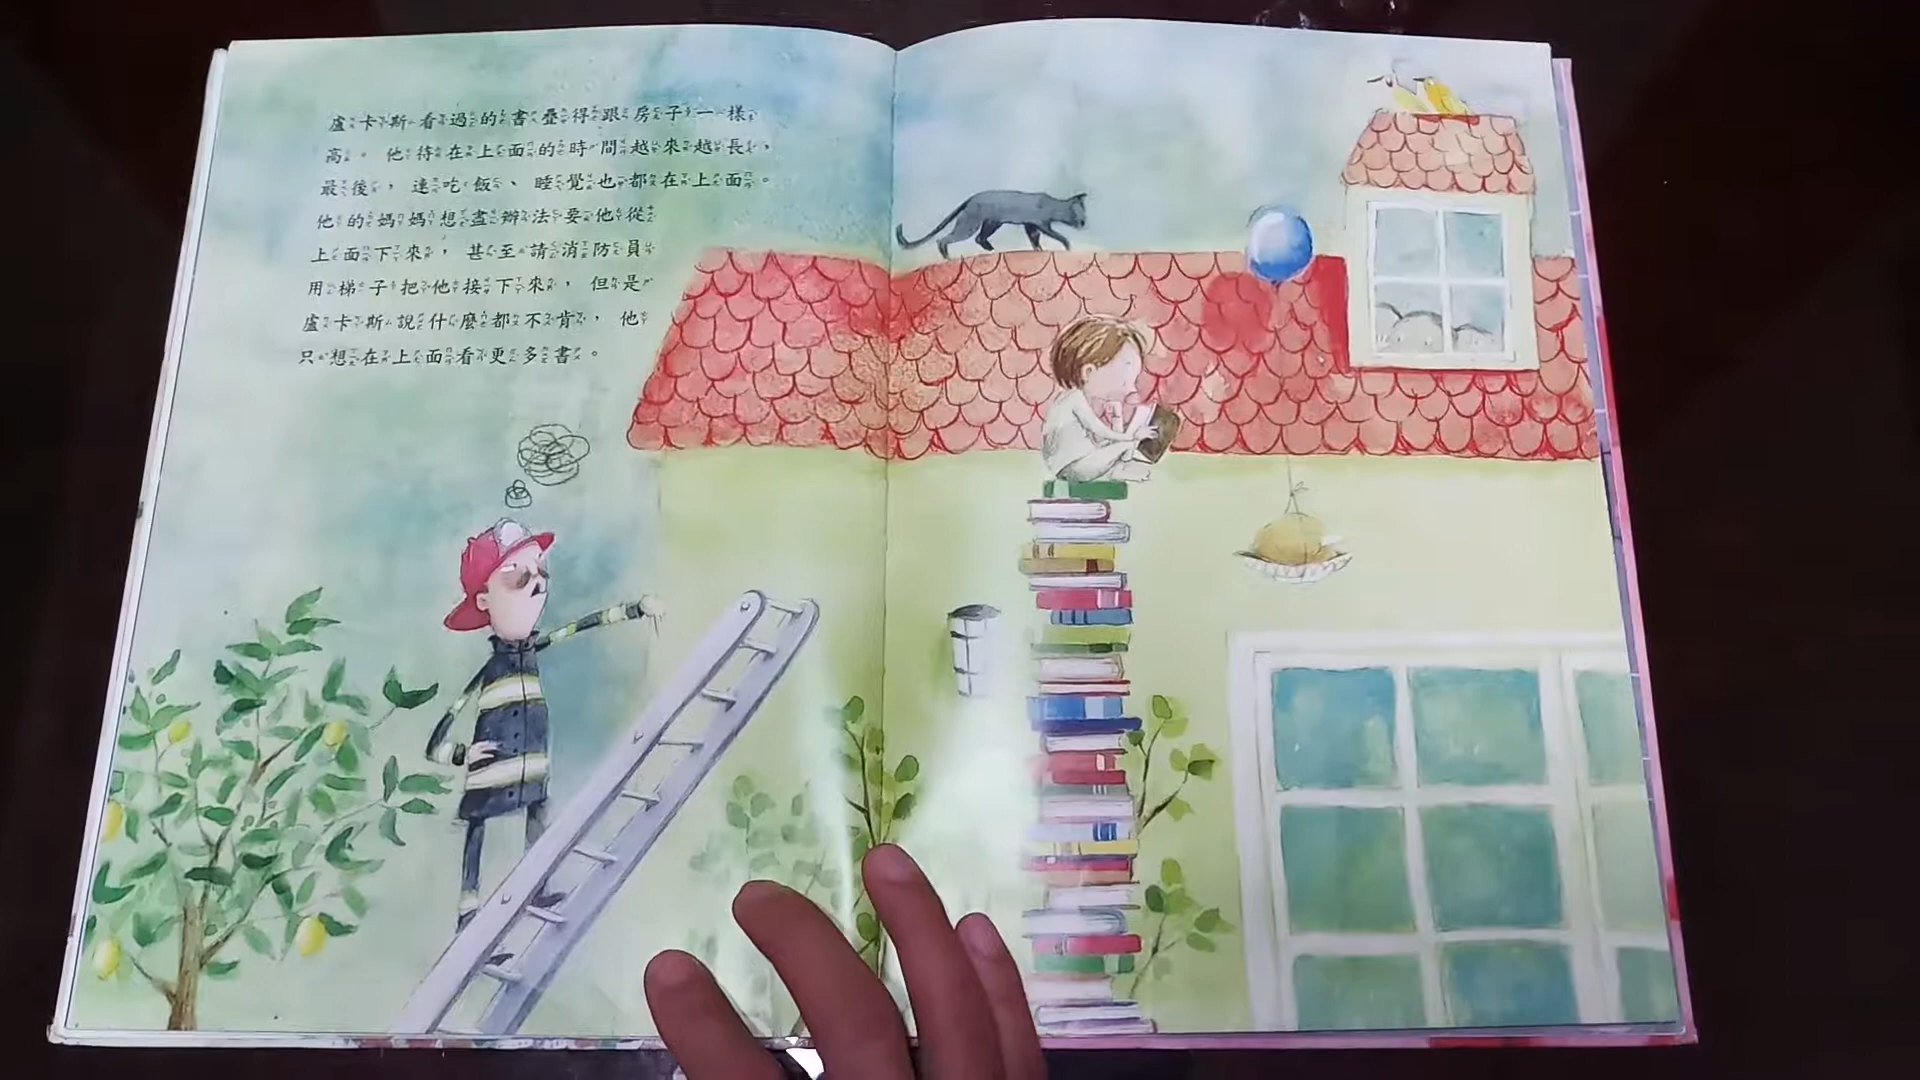 盧卡斯看過的書疊得跟房子一樣
高。他待在上面的時間越來越長，
最後，連吃飯、睡覺也都在上面。
他的媽媽想盡辦法要他從
上面下來，甚至請消防員
用梯子把他接下來，但是
盧卡斯說什麼都不肯，他
只想在上面看更多書。